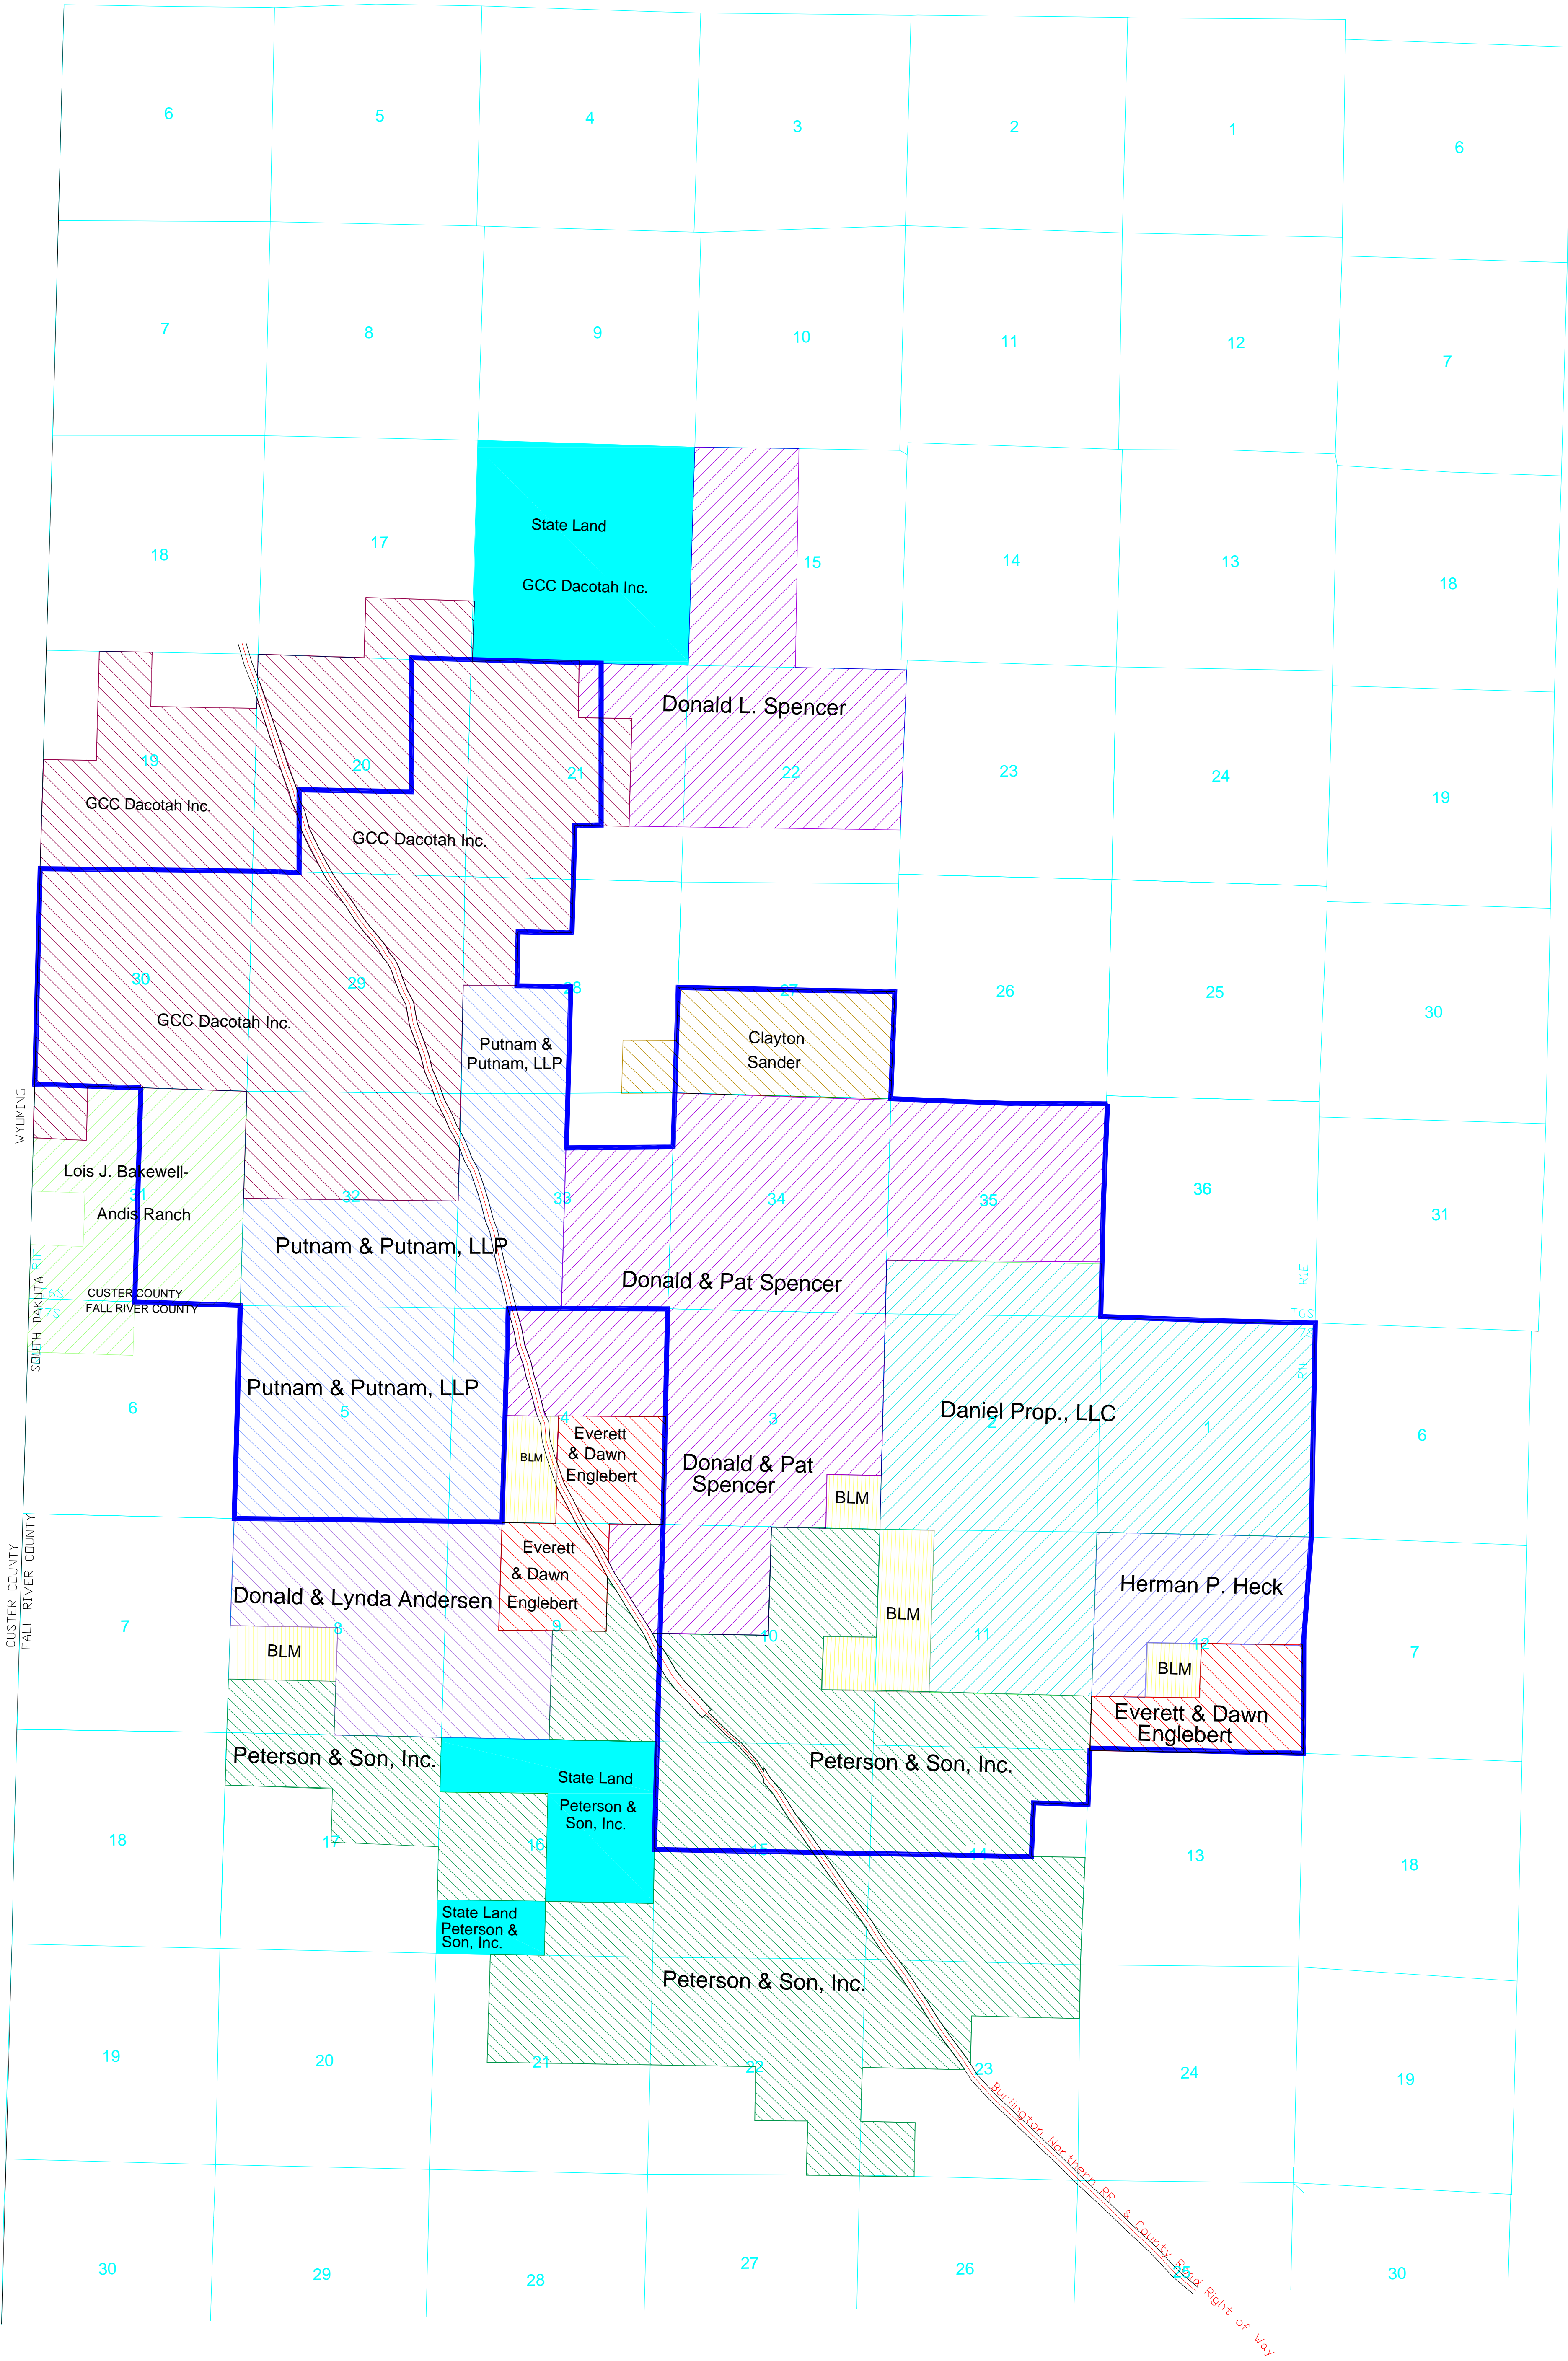 6
5
4
3
2
1
6
7
8
9
10
11
12
7
State Land
GCC Dacotah Inc.
18
17
15
14
13
18
Donald L. Spencer
19
20
21
22
23
24
19
GCC Dacotah Inc.
GCC Dacotah Inc.
30
29
28
27
26
25
30
GCC Dacotah Inc.
Putnam &
Putnam, LLP
Clayton
Sander
WYOMING
SOUTH DAKOTA
Lois J. Bakewell-
31
Andis Ranch
32
33
34
35
36
31
Putnam & Putnam, LLP
Donald & Pat Spencer
R1E
T6S
T7S
CUSTER COUNTY
FALL RIVER COUNTY
R1E
T6S
T7S
R1E
Putnam & Putnam, LLP
6
5
4
3
2
1
6
Daniel Prop., LLC
BLM
Everett
& Dawn
Englebert
Donald & Pat
Spencer
BLM
CUSTER COUNTY
FALL RIVER COUNTY
Everett
& Dawn
Englebert
Donald & Lynda Andersen
Herman P. Heck
7
8
9
10
11
12
7
BLM
BLM
BLM
Everett & Dawn
Englebert
Peterson & Son, Inc.
Peterson & Son, Inc.
State Land
Peterson &
Son, Inc.
18
17
16
15
14
13
18
State Land
Peterson &
Son, Inc.
Peterson & Son, Inc.
19
20
21
22
23
24
19
Burlington Northern RR & County Road Right of Way
30
29
28
27
26
25
30